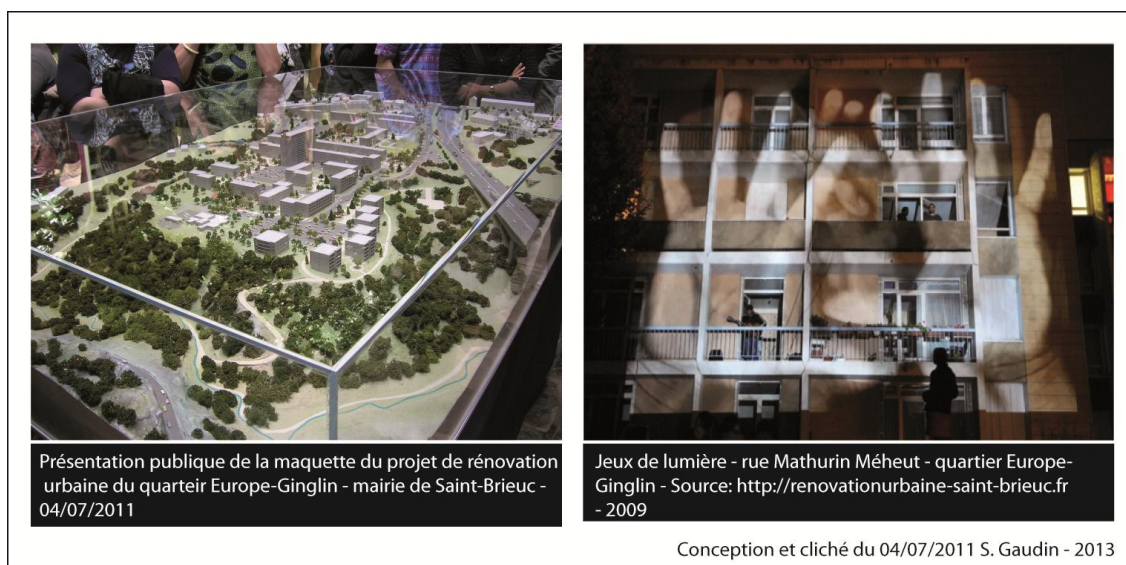 Présentation publique de la maquette du projet de rénovation
urbaine du quarteir Europe-Ginglin - mairie de Saint-Brieuc -
04/07/2011
Jeux de lumière - rue Mathurin Méheut - quartier Europe-
Ginglin - Source: http://renovationurbaine-saint-brieuc.fr
- 2009
Conception et cliché du 04/07/2011 S. Gaudin - 2013